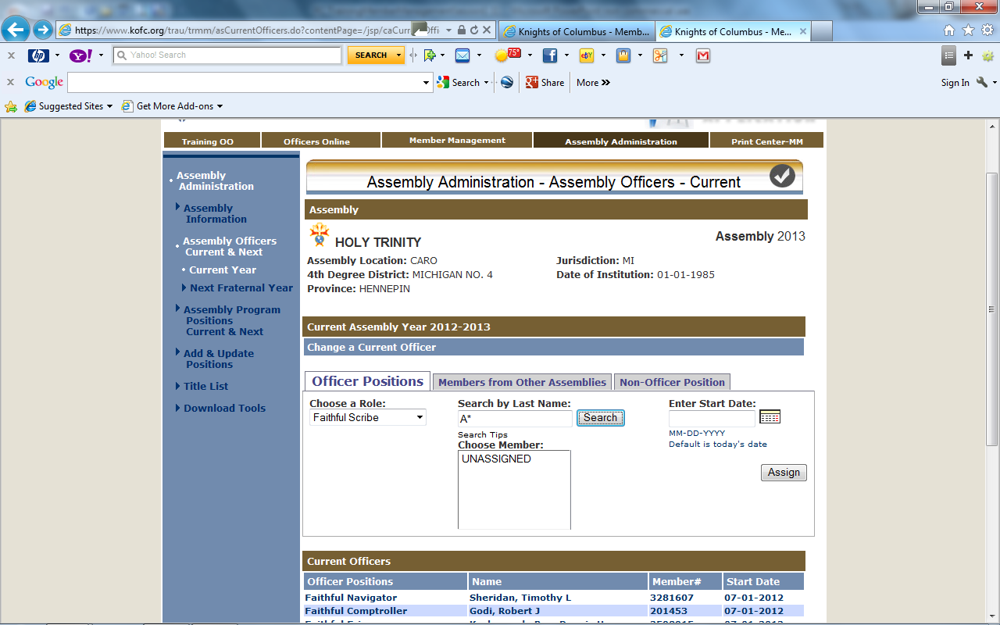 https://www.kofc.org/trau/trmm/asCurrentOfficers.do?contentPage=/jsp/caCurr
Knights of Columbus - Memb...
Knights of Columbus - Me...
x
hp
Y!
Yahoo! Search
SEARCH
75°
f
x
Google
Search
Share
More »
Sign In
Suggested Sites
Get More Add-ons
Training OO
Officers Online
Member Management
Assembly Administration
Print Center-MM
Assembly
Administration
Assembly
Information
Assembly Officers
Current & Next
Current Year
Next Fraternal Year
Assembly Program
Positions
Current & Next
Add & Update
Positions
Title List
Download Tools
Assembly Administration - Assembly Officers - Current
Assembly
HOLY TRINITY
Assembly 2013
Assembly Location: CARO
Jurisdiction: MI
4th Degree District: MICHIGAN NO. 4
Date of Institution: 01-01-1985
Province: HENNEPIN
Current Assembly Year 2012-2013
Change a Current Officer
Officer Positions
Members from Other Assemblies
Non-Officer Position
Choose a Role:
Search by Last Name:
Enter Start Date:
Faithful Scribe
A*
Search
Search Tips
MM-DD-YYYY
Choose Member:
Default is today's date
UNASSIGNED
Assign
Current Officers
Officer Positions Name Member# Start Date
Faithful Navigator Sheridan, Timothy L 3281607 07-01-2012
Faithful Comptroller Godi, Robert J 201453 07-01-2012